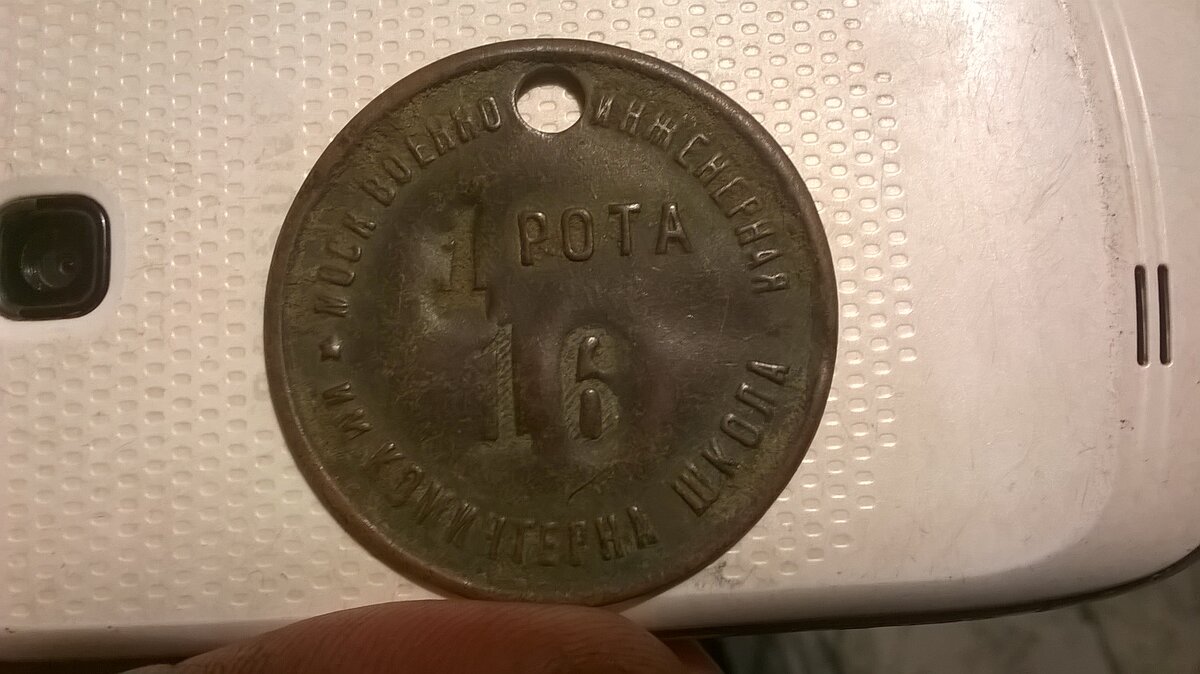 МОСК ВОЕННО ИНЖЕНЕРНАЯ ШКОЛА
ИМ КОМИНТЕРНА
1 РОТА
16